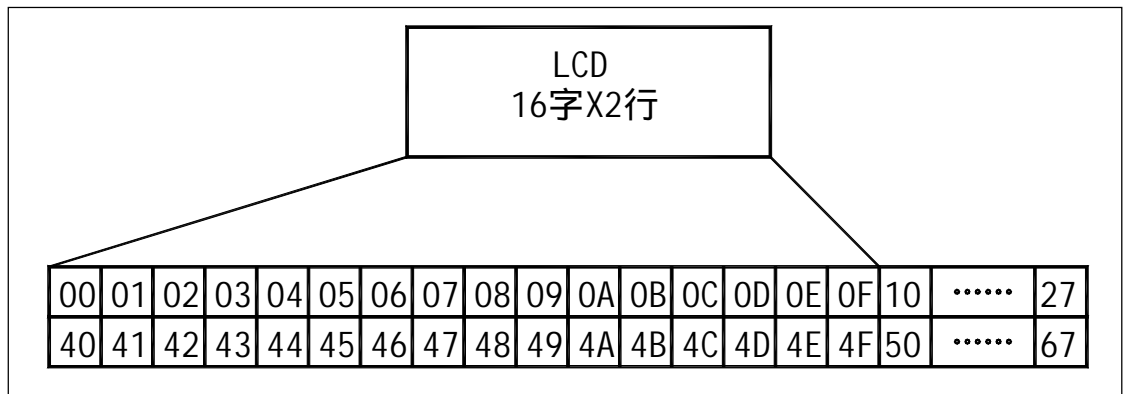 LCD
16字X2行
00 01 02 03 04 05 06 07 08 09 0A 0B 0C 0D 0E 0F 10 ...... 27
40 41 42 43 44 45 46 47 48 49 4A 4B 4C 4D 4E 4F 50 ...... 67